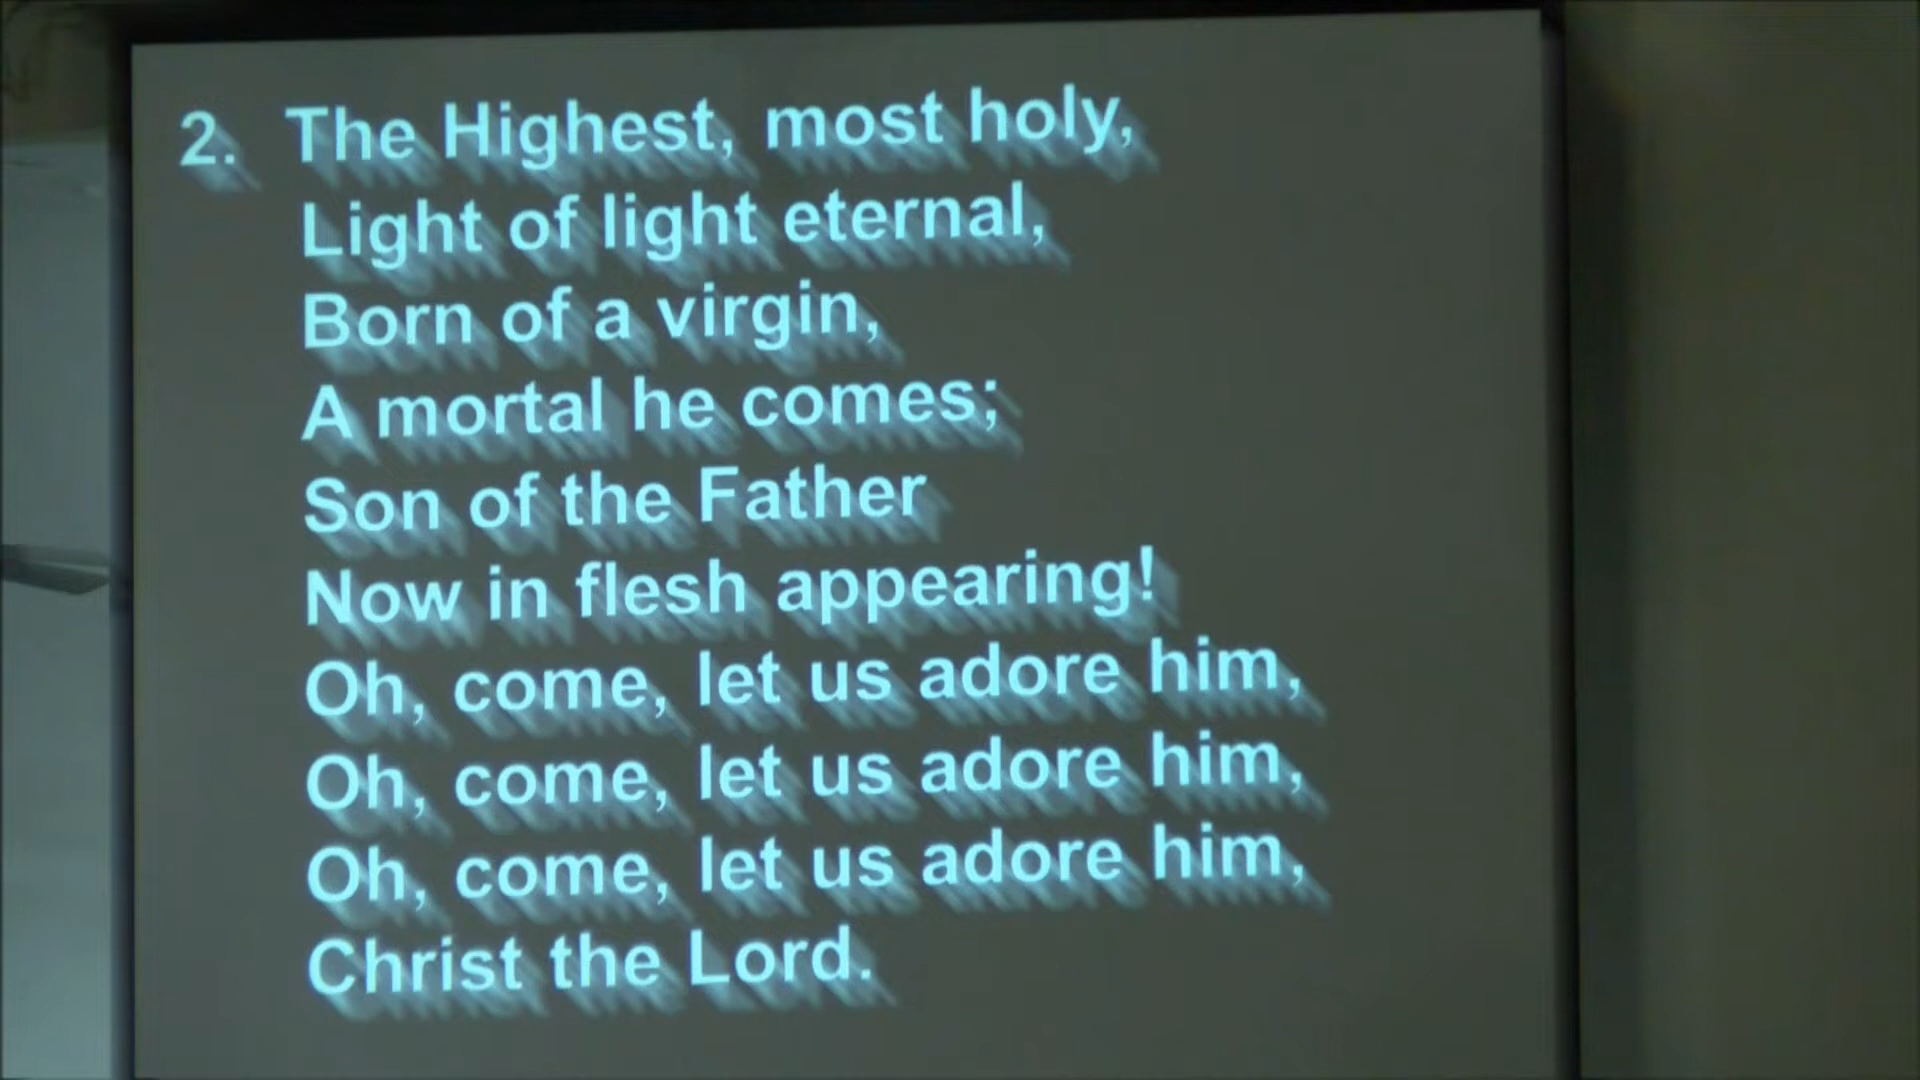 2. The Highest, most holy,
Light of light eternal,
Born of a virgin,
A mortal he comes;
Son of the Father
Now in flesh appearing!
Oh, come, let us adore him,
Oh, come, let us adore him,
Oh, come, let us adore him,
Christ the Lord.